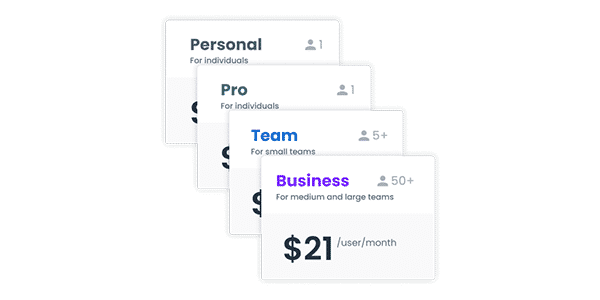 Personal 1
For individuals
$
Pro 1
For individuals
$
Team 5+
For small teams
$
Business 50+
For medium and large teams
$21 /user/month